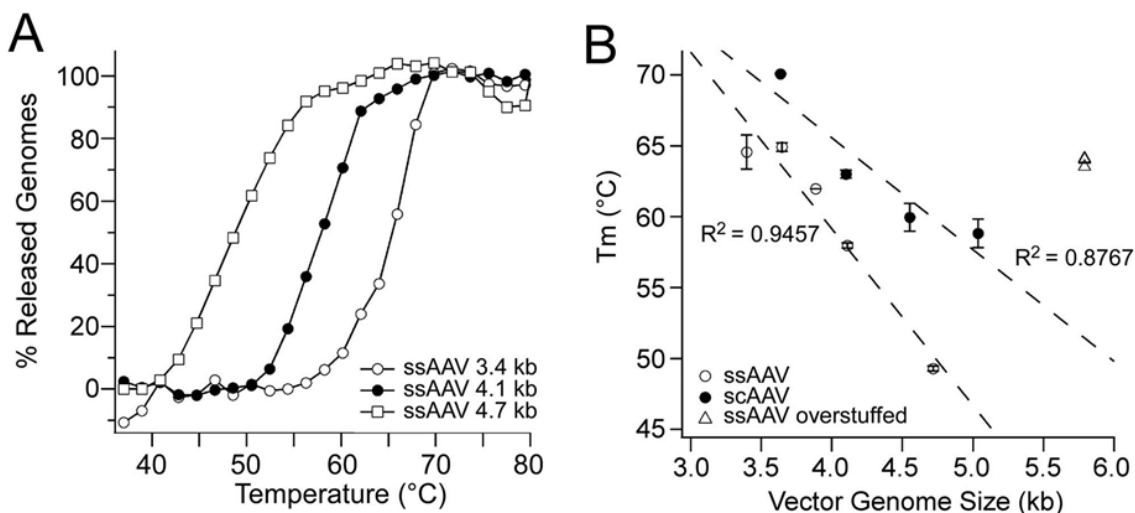 A
% Released Genomes
100
80
60
40
20
0
40 50 60 70 80
Temperature (°C)
ssAAV 3.4 kb
ssAAV 4.1 kb
ssAAV 4.7 kb
B
Tm (°C)
70
65
60
55
50
45
R² = 0.9457
R² = 0.8767
ssAAV
scAAV
ssAAV overstuffed
3.0 3.5 4.0 4.5 5.0 5.5 6.0
Vector Genome Size (kb)